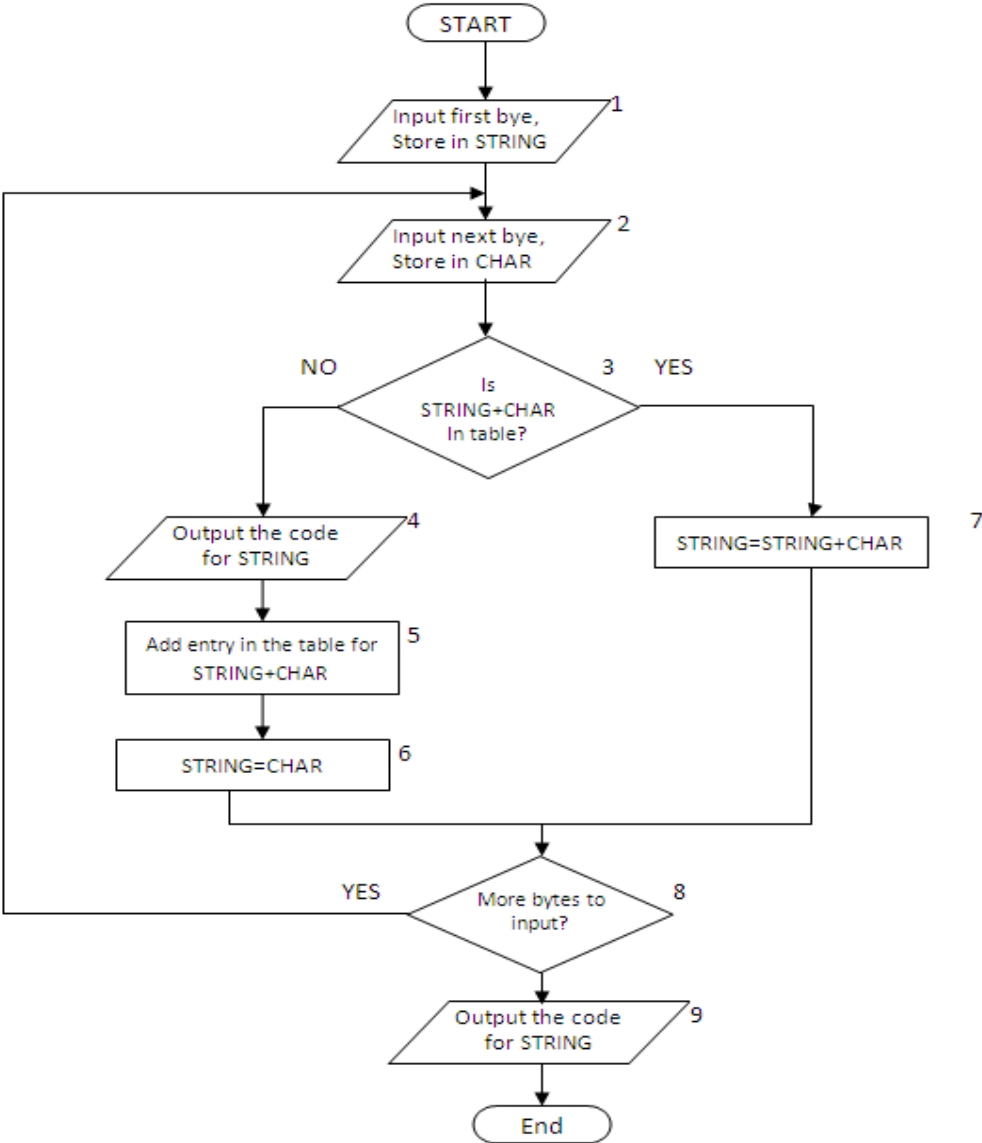 START
1
Input first bye,
Store in STRING
2
Input next bye,
Store in CHAR
NO
3
YES
Is
STRING+CHAR
In table?
4
Output the code
for STRING
7
STRING=STRING+CHAR
5
Add entry in the table for
STRING+CHAR
6
STRING=CHAR
YES
8
More bytes to
input?
9
Output the code
for STRING
End